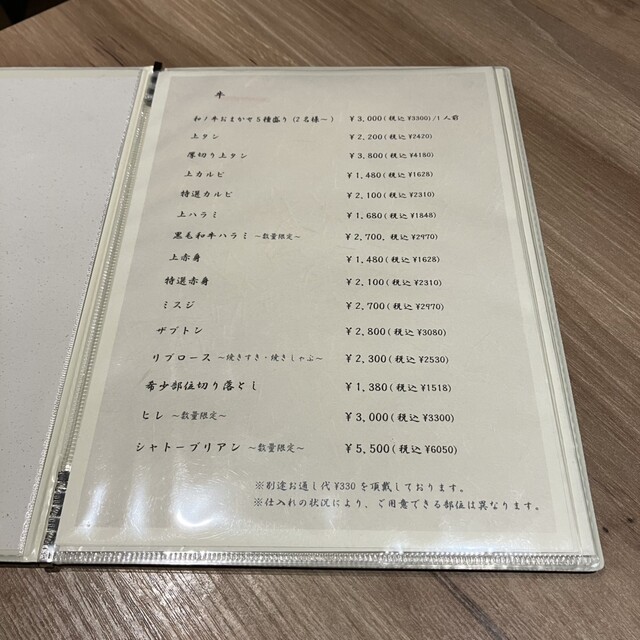 牛
和ノ牛おまかせ5種盛り(2名様～) ¥3,000(税込¥3300)/1人前
上タン ¥2,200(税込¥2420)
厚切り上タン ¥3,800(税込¥4180)
上カルビ ¥1,480(税込¥1628)
特選カルビ ¥2,100(税込¥2310)
上ハラミ ¥1,680(税込¥1848)
黒毛和牛ハラミ ～数量限定～ ¥2,700, 税込¥2970)
上赤身 ¥1,480(税込¥1628)
特選赤身 ¥2,100(税込¥2310)
ミスジ ¥2,700(税込¥2970)
ザブトン ¥2,800(税込¥3080)
リブロース ～焼きすき・焼きしゃぶ～ ¥2,300(税込¥2530)
希少部位切り落とし ¥1,380(税込¥1518)
ヒレ ～数量限定～ ¥3,000(税込¥3300)
シャトーブリアン ～数量限定～ ¥5,500(税込¥6050)
※別途お通し代¥330を頂戴しております。
※仕入れの状況により、ご用意できる部位は異なります。